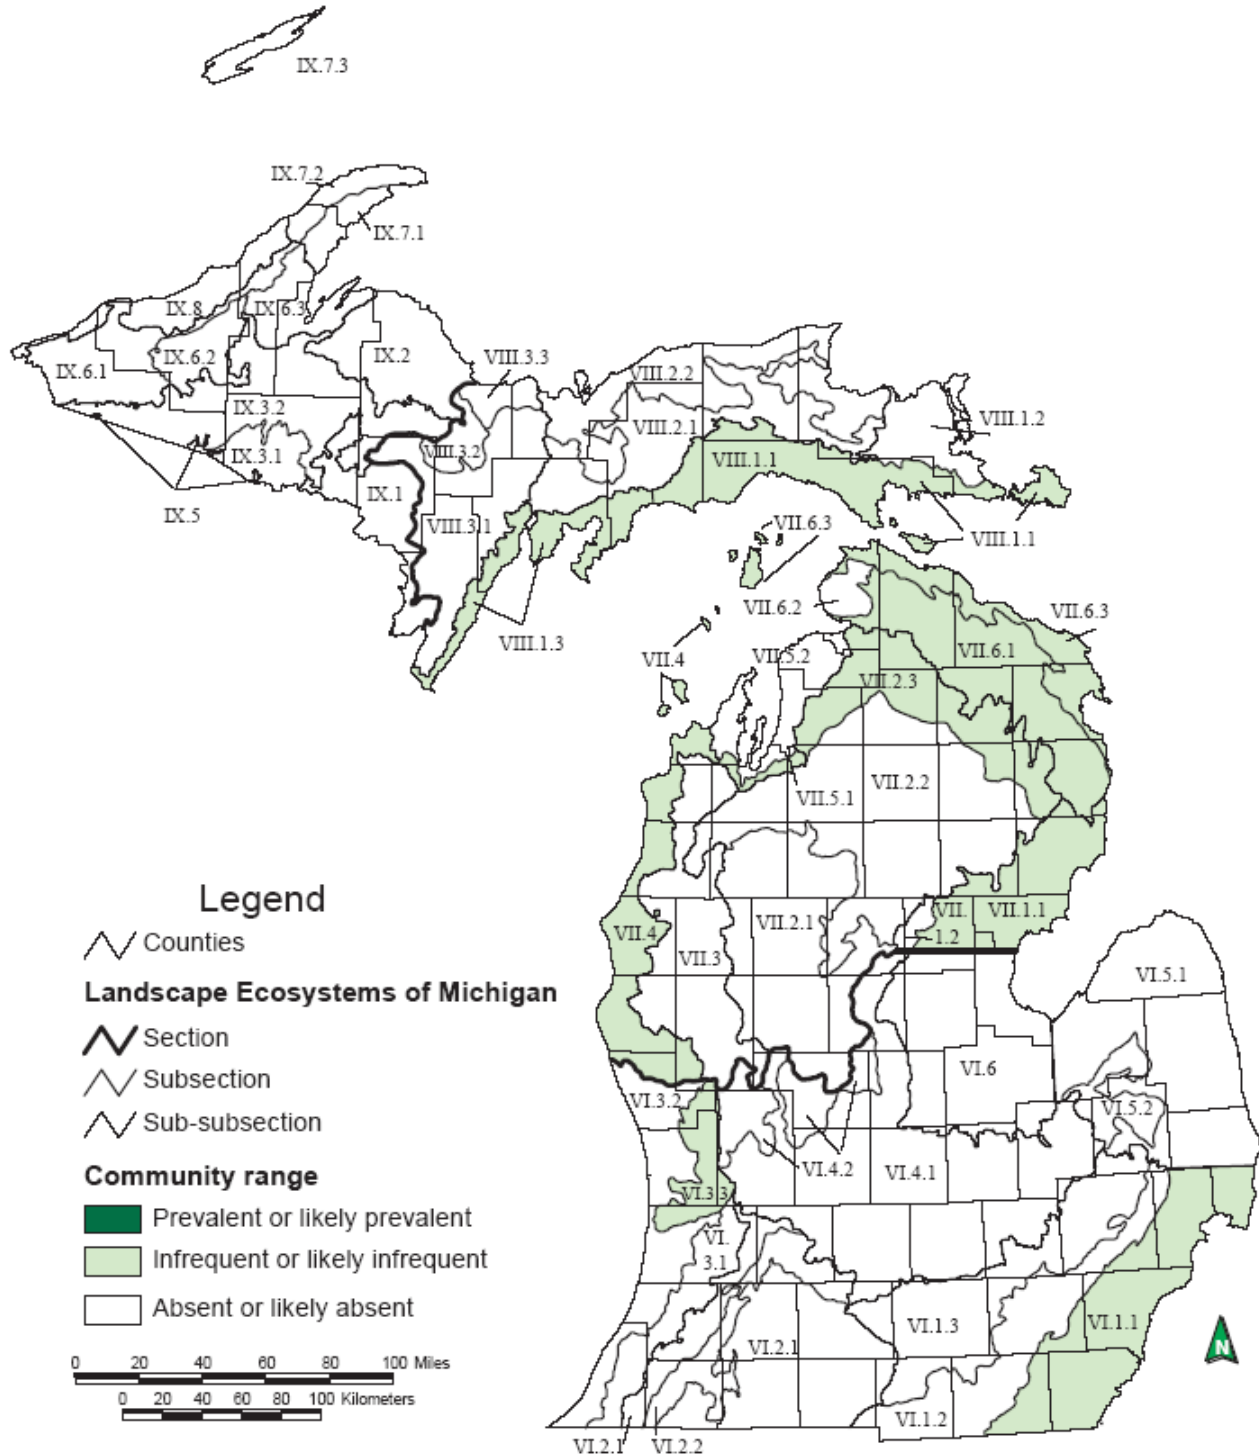 IX.7.3
IX.7.2
IX.7.1
IX.8
IX.6.3
IX.6.2
IX.6.1
IX.2
VIII.3.3
VIII.2.2
IX.3.2
VIII.2.1
VIII.1.2
IX.3.1
VIII.3.2
VIII.1.1
IX.1
IX.5
VIII.3.1
VII.6.3
VIII.1.1
VII.6.2
VII.6.3
VIII.1.3
VII.6.1
VII.4
VII.5.2
VII.2.3
VII.5.1
VII.2.2
VII.4
VII.3
VII.2.1
VII.
1.2
VII.1.1
VI.5.1
VI.6
VI.3.2
VI.5.2
VI.4.2
VI.4.1
VI.3.3
VI.
3.1
VI.1.3
VI.1.1
VI.2.1
VI.1.2
VI.2.1
VI.2.2
Legend
Counties
Landscape Ecosystems of Michigan
Section
Subsection
Sub-subsection
Community range
Prevalent or likely prevalent
Infrequent or likely infrequent
Absent or likely absent
0 20 40 60 80 100 Miles
0 20 40 60 80 100 Kilometers
N